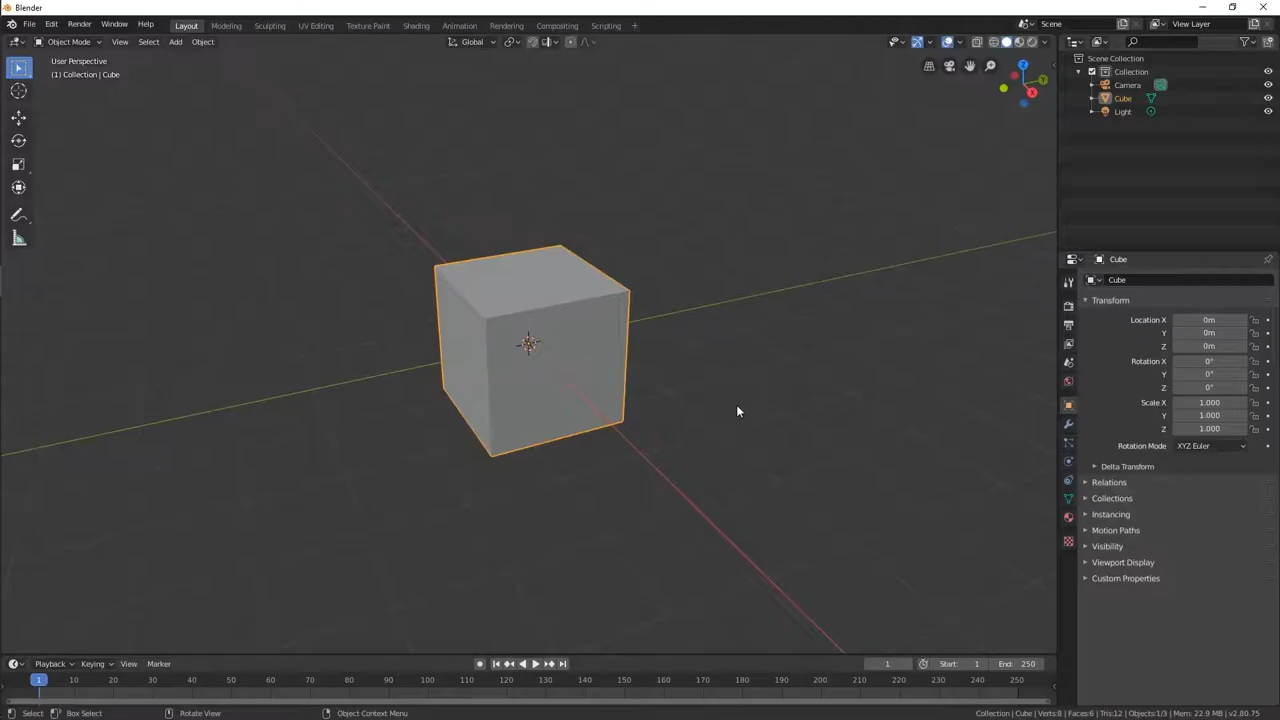 Blender
File Edit Render Window Help Layout Modeling Sculpting UV Editing Texture Paint Shading Animation Rendering Compositing Scripting + Scene View Layer
Object Mode View Select Add Object Global
User Perspective
(1) Collection | Cube
Z
Y
X
Scene Collection
Collection
Camera
Cube
Light
Cube
Cube
Transform
Location X 0m
Y 0m
Z 0m
Rotation X 0°
Y 0°
Z 0°
Scale X 1.000
Y 1.000
Z 1.000
Rotation Mode XYZ Euler
Delta Transform
Relations
Collections
Instancing
Motion Paths
Visibility
Viewport Display
Custom Properties
Playback Keying View Marker 1 Start: 1 End: 250
1 10 20 30 40 50 60 70 80 90 100 110 120 130 140 150 160 170 180 190 200 210 220 230 240 250
Select Box Select Rotate View Object Context Menu Collection | Cube | Verts:8 | Faces:6 | Tris:12 | Objects:1/3 | Mem: 22.9 MB | v2.80.75